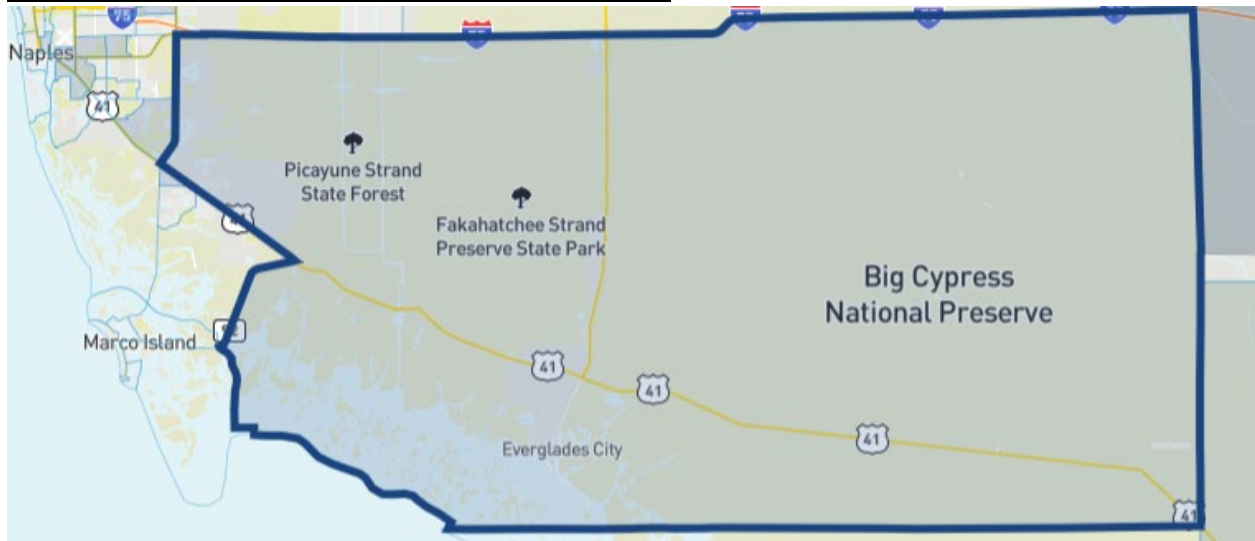 75
Naples
41
Picayune Strand
State Forest
Fakahatchee Strand
Preserve State Park
Big Cypress
National Preserve
Marco Island
41
41
Everglades City
41
41